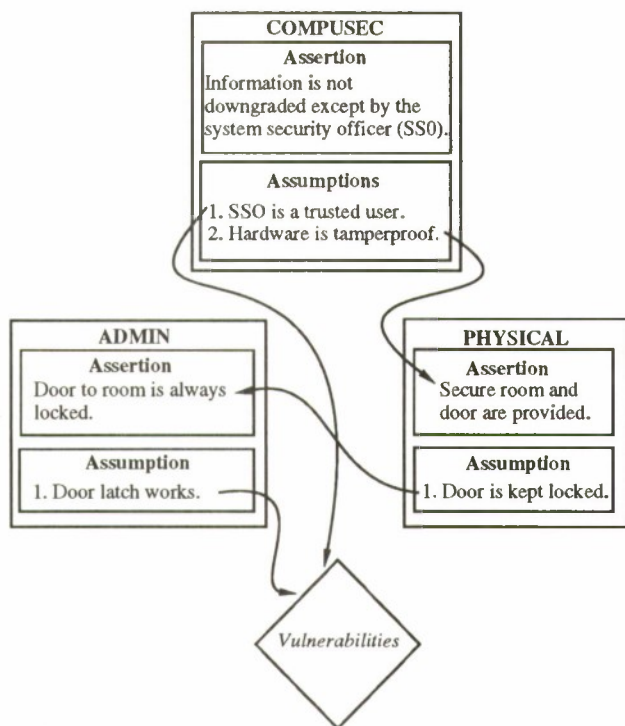 COMPUSEC
Assertion
Information is not
downgraded except by the
system security officer (SS0).
Assumptions
1. SSO is a trusted user.
2. Hardware is tamperproof.
ADMIN
Assertion
Door to room is always
locked.
Assumption
1. Door latch works.
PHYSICAL
Assertion
Secure room and
door are provided.
Assumption
1. Door is kept locked.
Vulnerabilities